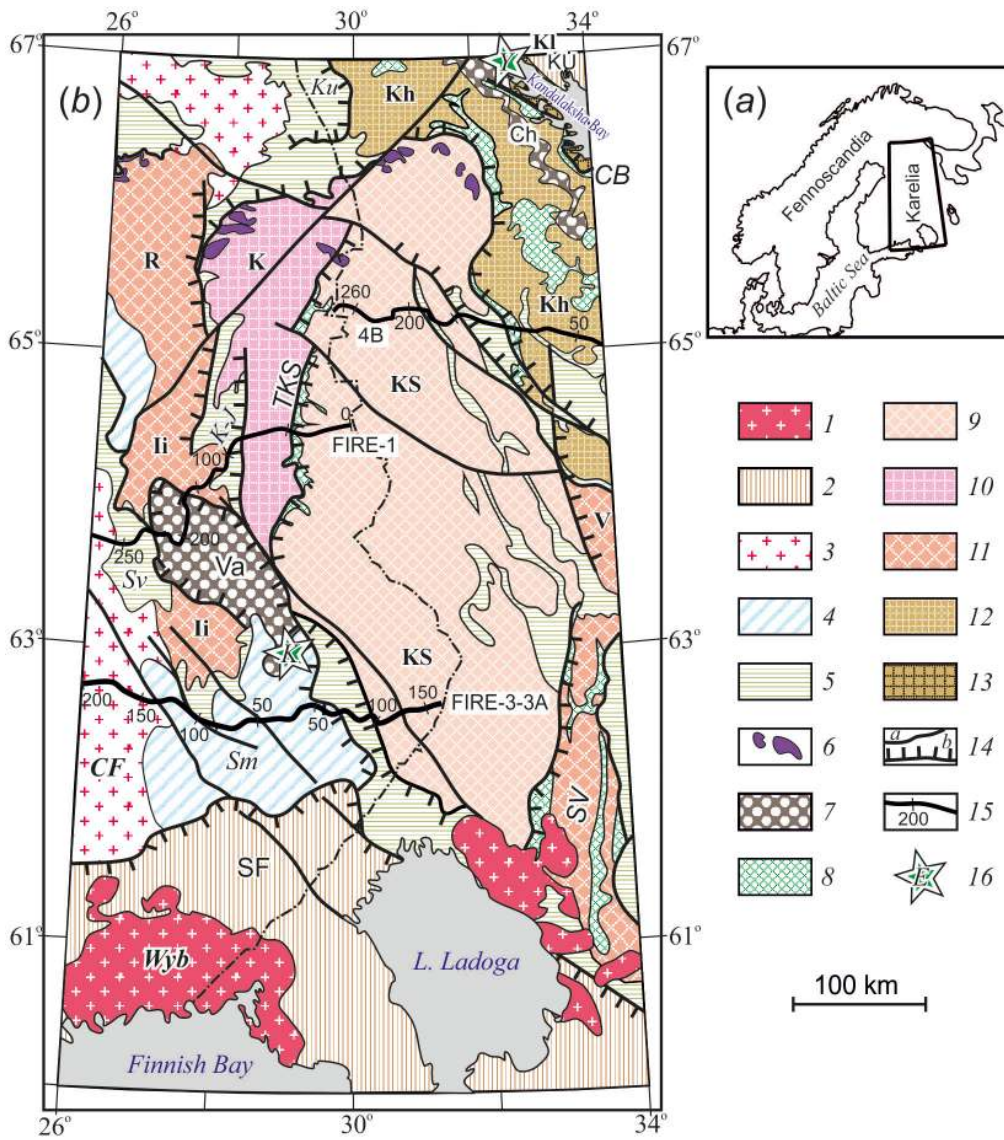 26° 30° 34°
67° 67°
(b)
Ku
Kh
Kl
KU
Kandalaksha Bay
Ch
CB
(a)
Fennoscandia
Karelia
Baltic Sea
R
K
Kh
260
4B
200
50
65° 65°
TKS
KS
0
FIRE-1
Ii
100
V
200
Va
250
Sv
63° 63°
Ii
K
KS
150
FIRE-3-3A
100
200
150
100
50
50
CF
Sm
SV
SF
61° 61°
Wyb
L. Ladoga
Finnish Bay
26° 28° 30° 32° 34°
1 9
2 10
3 11
4 12
5 13
6 a b 14
7 200 15
8 E 16
100 km